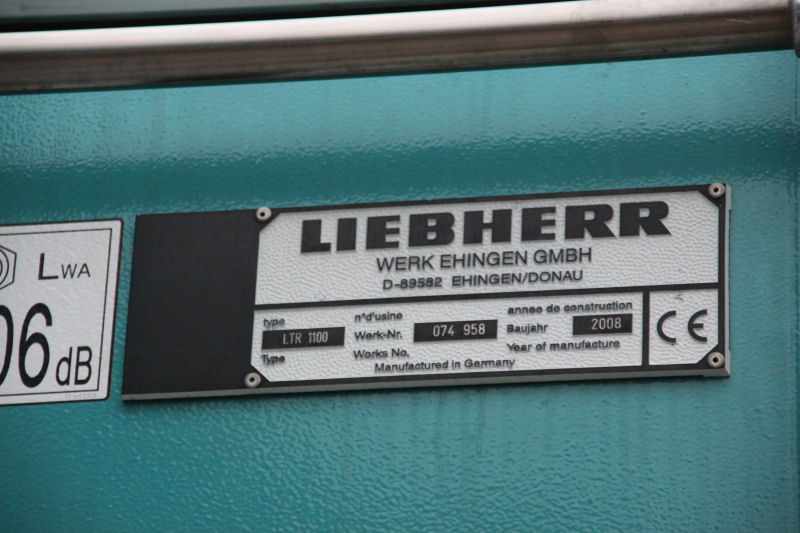 LWA
06 dB
LIEBHERR
WERK EHINGEN GMBH
D-89582 EHINGEN/DONAU
type
LTR 1100
Type
n°d'usine
Werk-Nr. 074 958
Works No.
annee de construction
Baujahr 2008
Year of manufacture
Manufactured in Germany
CE